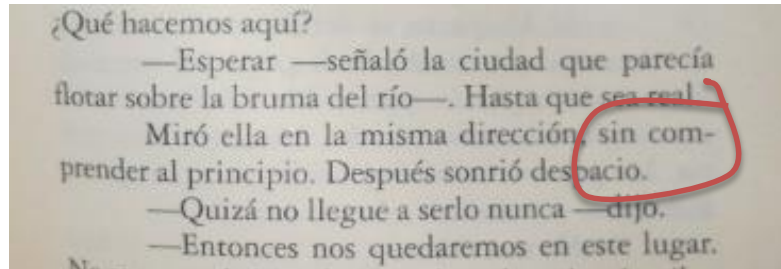 ¿Qué hacemos aquí?
—Esperar —señaló la ciudad que parecía
flotar sobre la bruma del río—. Hasta que sea real.
Miró ella en la misma dirección, sin com-
prender al principio. Después sonrió despacio.
—Quizá no llegue a serlo nunca —dijo.
—Entonces nos quedaremos en este lugar.